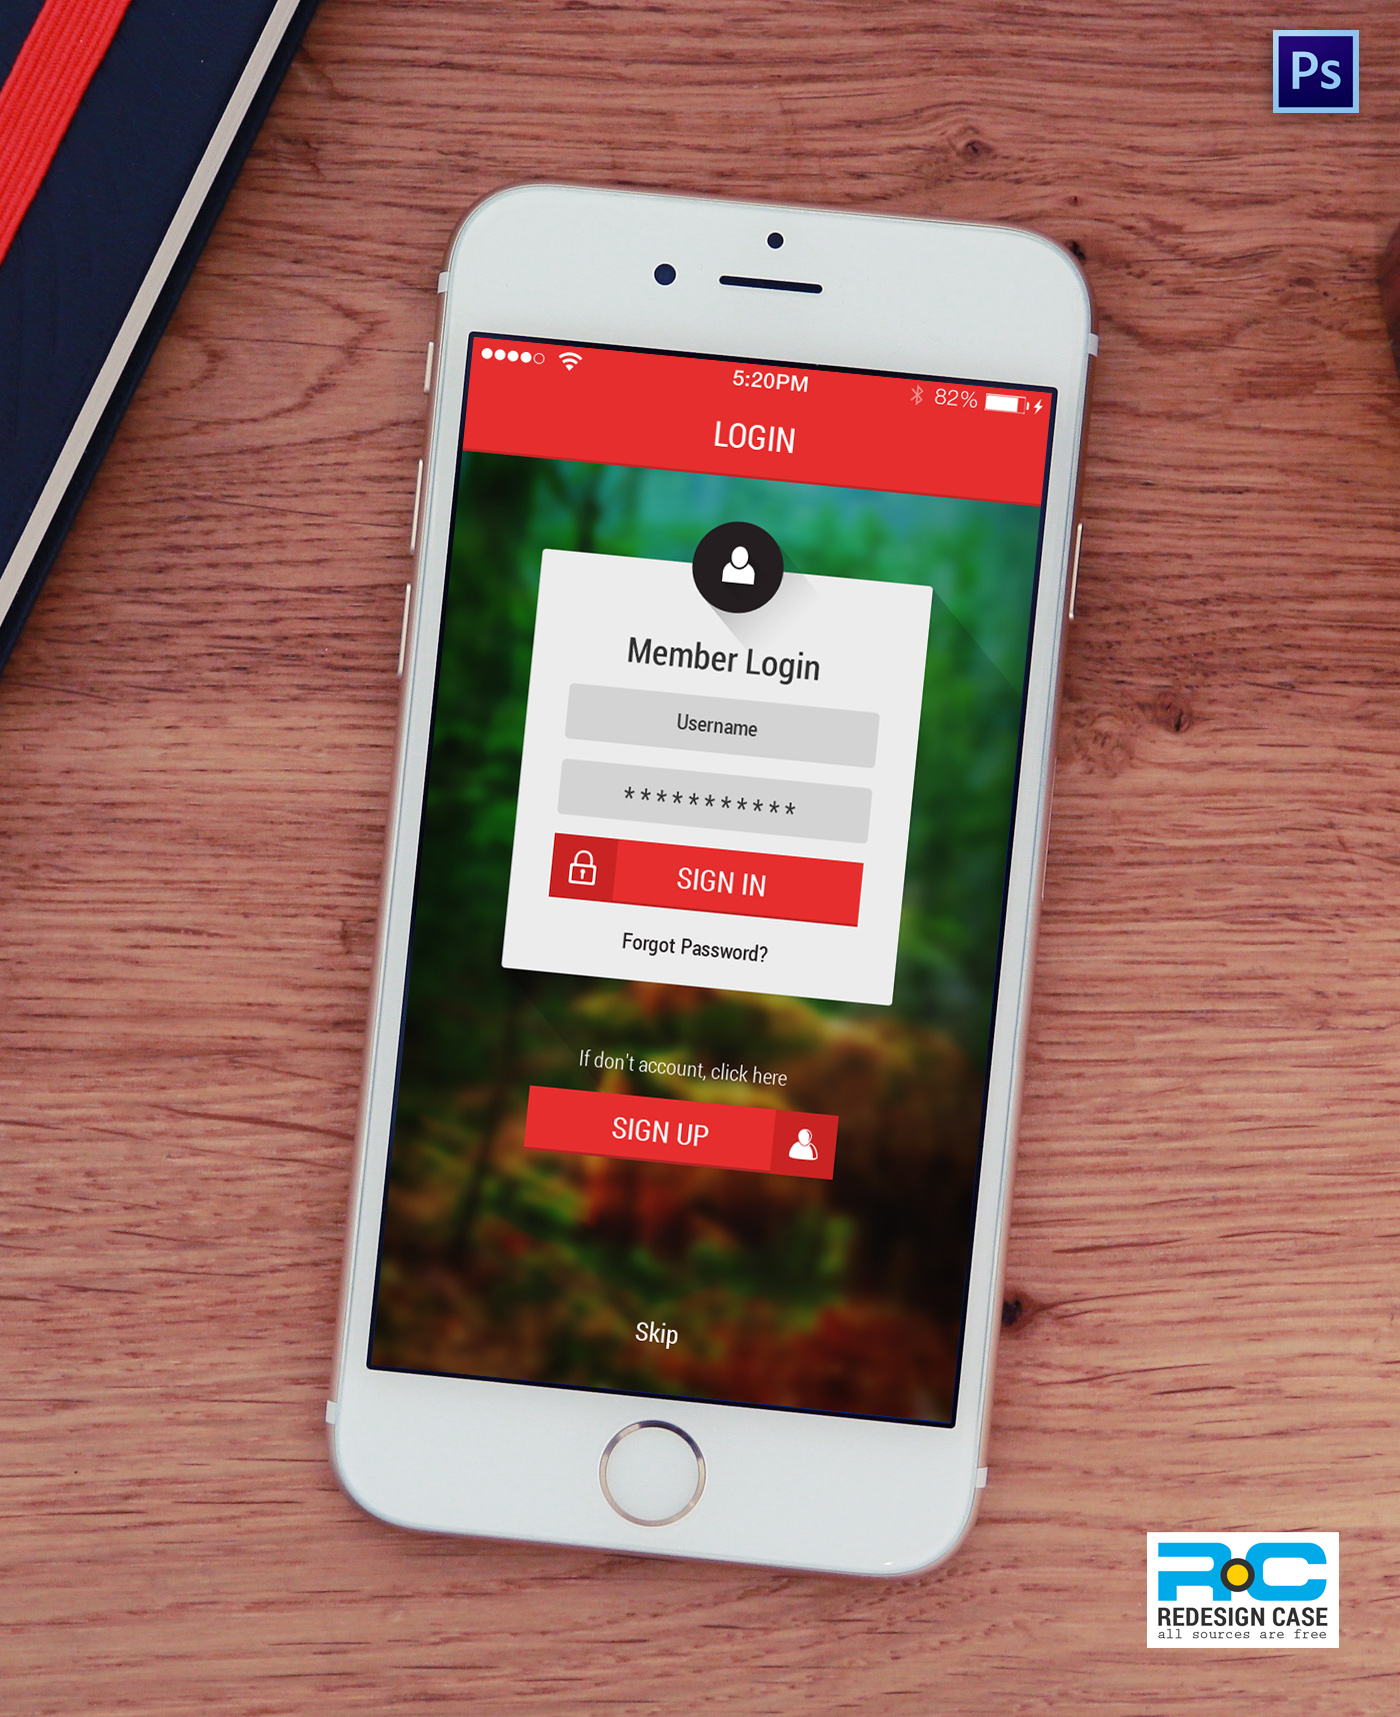 Ps
5:20PM
82%
LOGIN
Member Login
Username
***********
SIGN IN
Forgot Password?
If don't account, click here
SIGN UP
Skip
RC
REDESIGN CASE
all sources are free